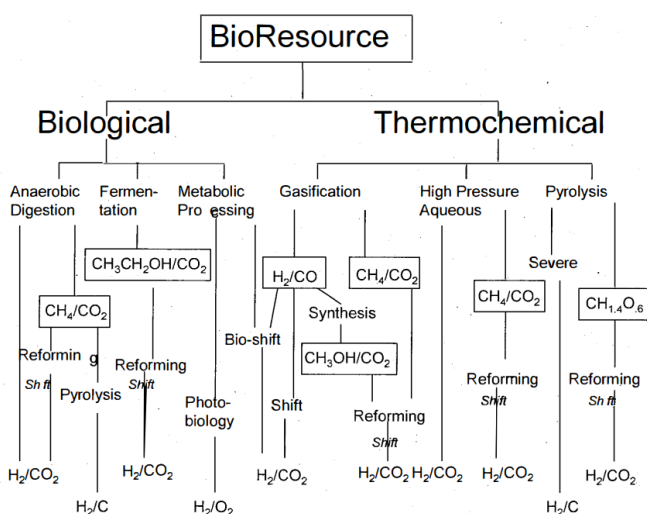 BioResource
Biological
Thermochemical
Anaerobic
Digestion
Fermen-
tation
Metabolic
Pro essing
g
Gasification
High Pressure
Aqueous
Pyrolysis
CH3CH2OH/CO2
H2/CO
CH4/CO2
Severe
CH4/CO2
CH1.4O.6
CH4/CO2
Synthesis
Bio-shift
CH3OH/CO2
Reformin g
Shift
Pyrolysis
Reforming
Shift
Photo-
biology
Shift
Reforming
Shift
Reforming
Shift
Reforming
Sh ft
H2/CO2
H2/CO2
H2/CO2
H2/CO2
H2/CO2
H2/CO2
H2/CO2
H2/C
H2/O2
H2/C